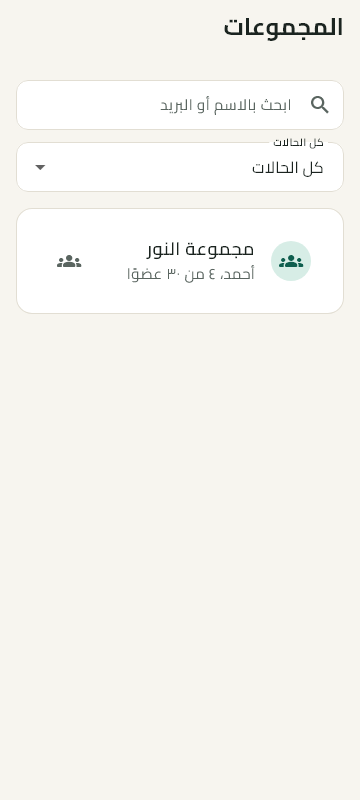 المجموعات
ابحث بالاسم أو البريد
كل الحالات
كل الحالات
مجموعة النور
أحمد، ٤ من ٣٠ عضوًا